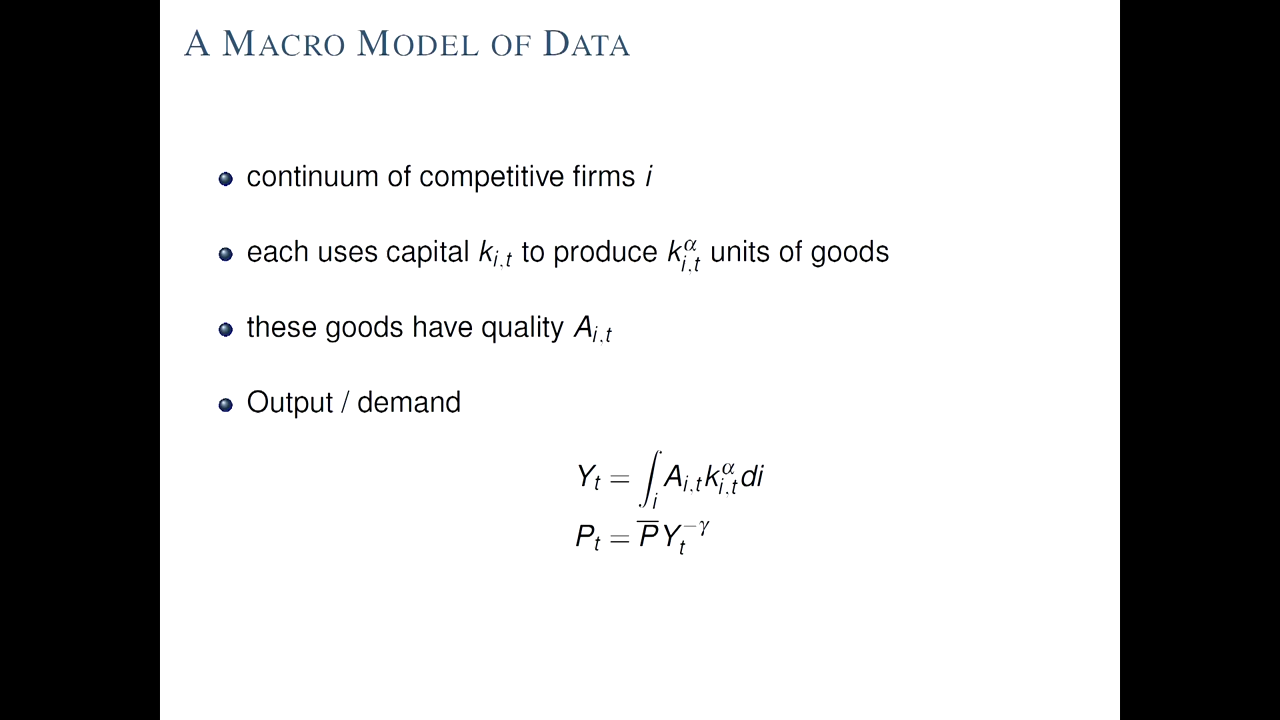 A MACRO MODEL OF DATA
continuum of competitive firms i
each uses capital k_{i,t} to produce k_{i,t}^α units of goods
these goods have quality A_{i,t}
Output / demand
Y_t = ∫_i A_{i,t} k_{i,t}^α di
P_t = P̅ Y_t^{−γ}